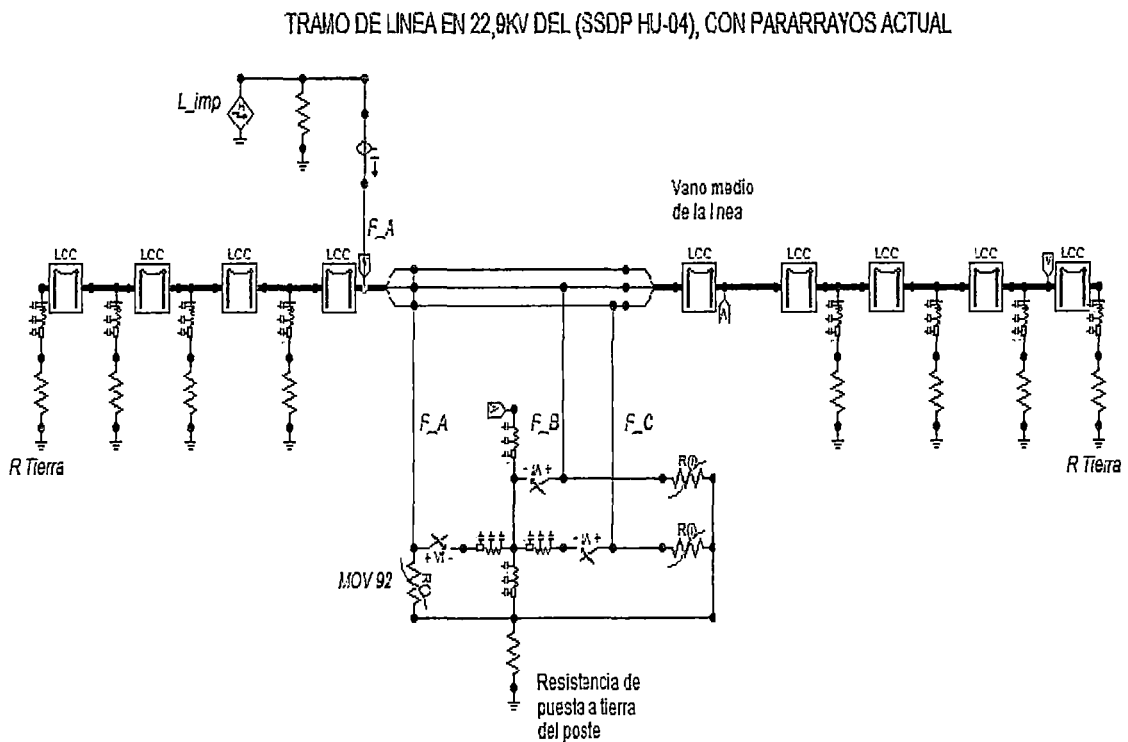 TRAMO DE LINEA EN 22,9KV DEL (SSDP HU-04), CON PARARRAYOS ACTUAL
L_imp
I
F_A
Vano medio
de la lnea
LCC
LCC
LCC
LCC
LCC
LCC
LCC
LCC
LCC
V
V
V
V
R Tierra
R Tierra
F_A
F_B
F_C
- M +
R(i)
- M +
R(i)
+ M -
MOV 92
R(i)
Resistencia de
puesta a tierra
del poste